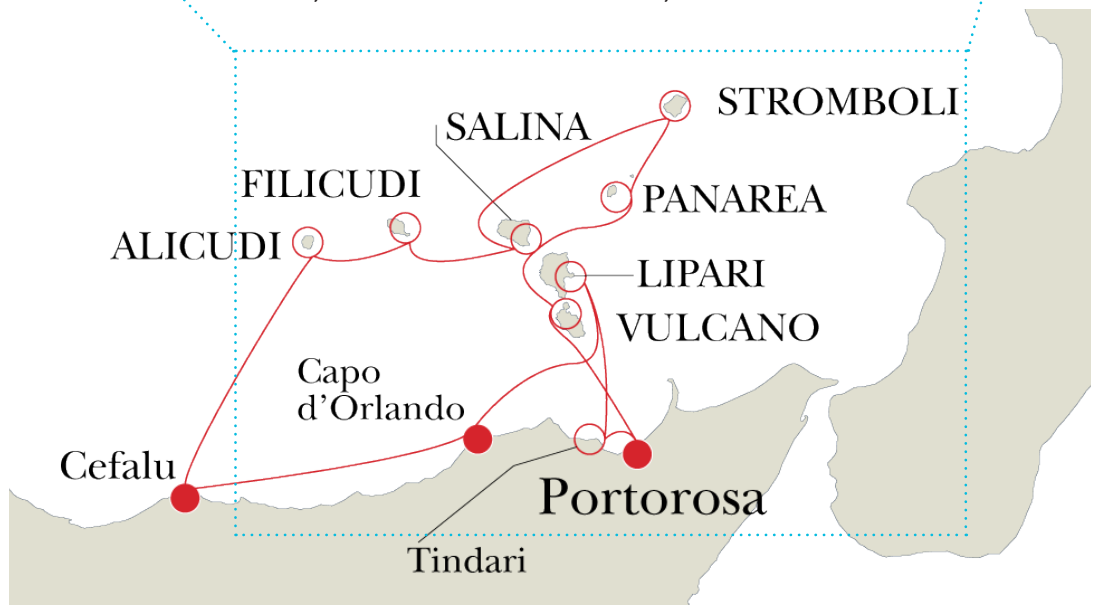 STROMBOLI
SALINA
FILICUDI
PANAREA
ALICUDI
LIPARI
VULCANO
Capo
d'Orlando
Cefalu
Portorosa
Tindari